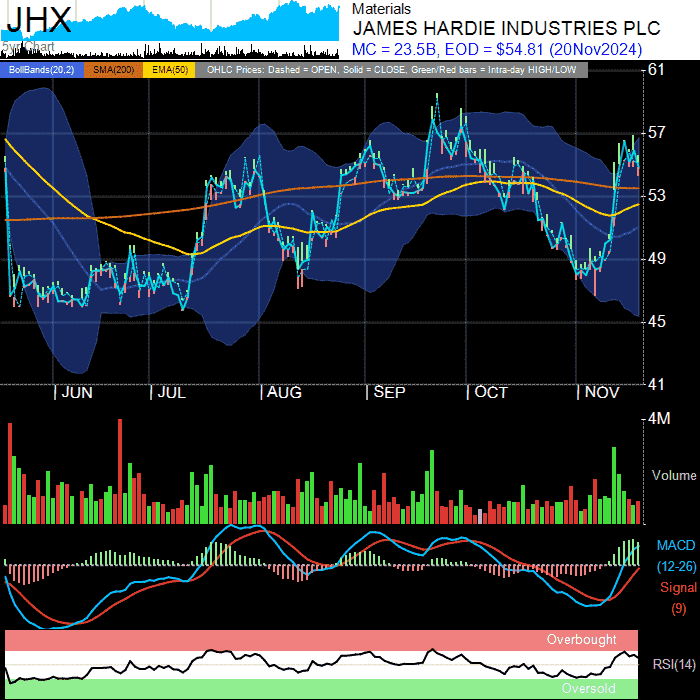 JHX
5yr Chart
Materials
JAMES HARDIE INDUSTRIES PLC
MC = 23.5B, EOD = $54.81 (20Nov2024)
BollBands(20,2) SMA(200) EMA(50) OHLC Prices: Dashed = OPEN, Solid = CLOSE, Green/Red bars = Intra-day HIGH/LOW
61
57
53
49
45
41
| JUN | JUL | AUG | SEP | OCT | NOV
4M
Volume
MACD
(12-26)
Signal
(9)
Overbought
RSI(14)
Oversold